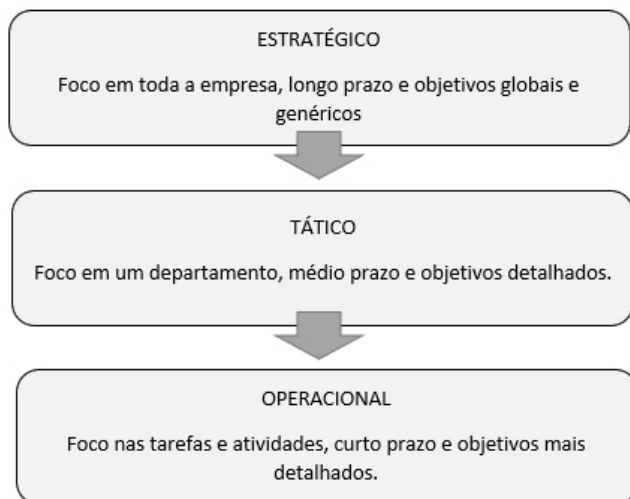 ESTRATÉGICO
Foco em toda a empresa, longo prazo e objetivos globais e
genéricos
TÁTICO
Foco em um departamento, médio prazo e objetivos detalhados.
OPERACIONAL
Foco nas tarefas e atividades, curto prazo e objetivos mais
detalhados.